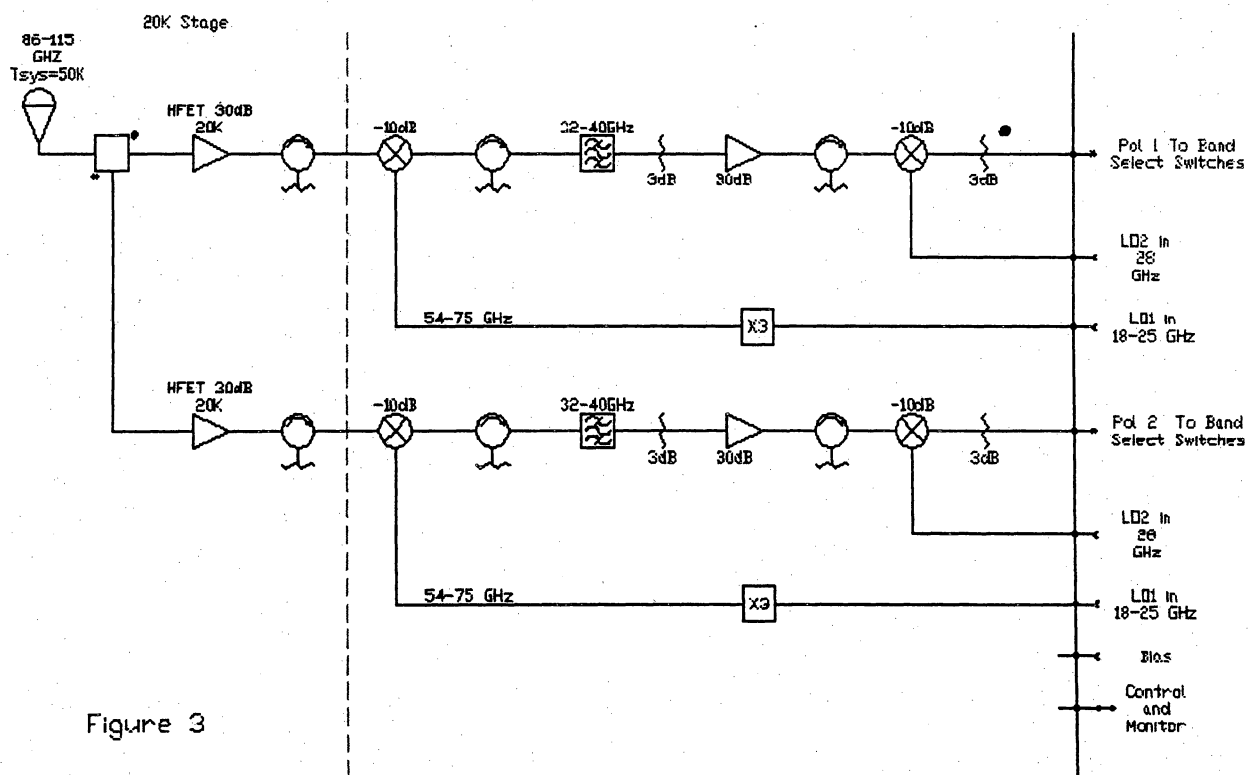 20K Stage
86-115
GHZ
Tsys=50K
HFET 30dB
20K
-10dB
32-40GHz
3dB
30dB
-10dB
3dB
Pol 1 To Band
Select Switches
LO2 in
28
GHz
54-75 GHz
X3
LO1 in
18-25 GHz
HFET 30dB
20K
-10dB
32-40GHz
3dB
30dB
-10dB
3dB
Pol 2 To Band
Select Switches
LO2 in
28
GHz
54-75 GHz
X3
LO1 in
18-25 GHz
Bias
Control
and
Monitor
Figure 3